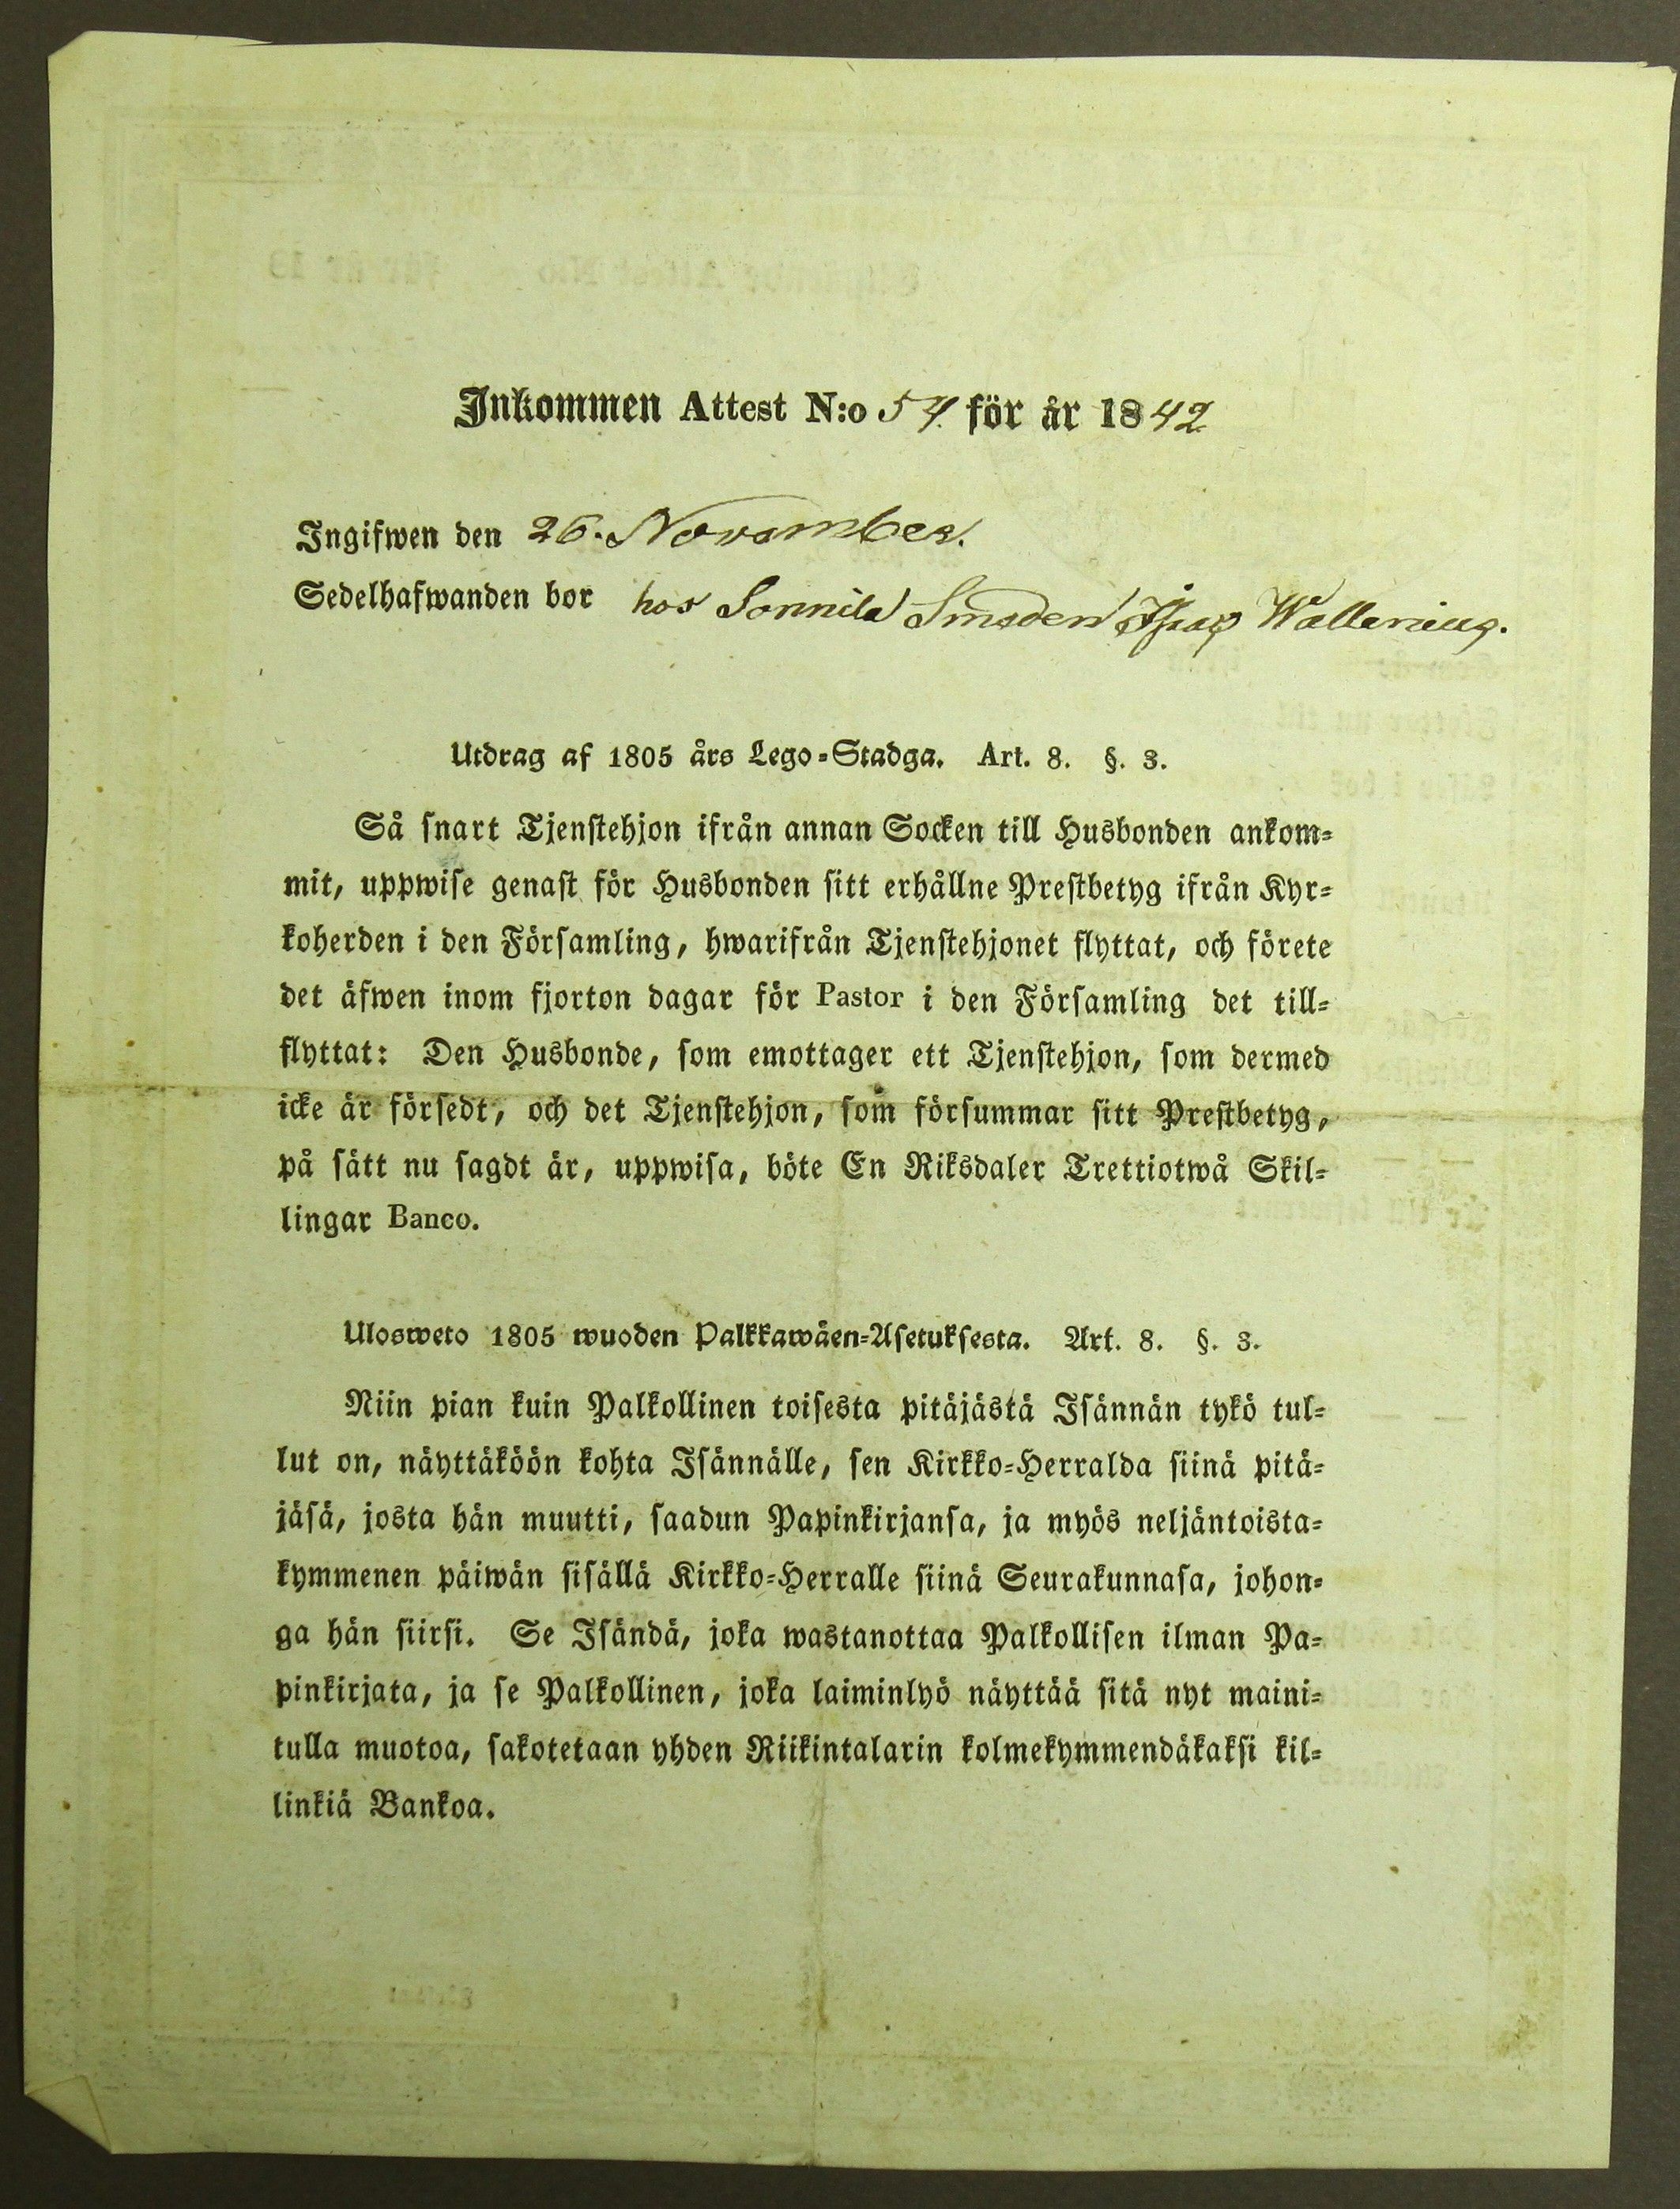 Inkommen Attest N:o 57. för år 1842
Ingifwen den 26. November.
Sedelhafwanden bor hos Sonnila Smeden Isac Wallenius.
Utdrag af 1805 års Lego-Stadga. Art. 8. §. 3.
Så snart Tjenstehjon ifrån annan Socken till Husbonden ankom-
mit, uppwise genast för Husbonden sitt erhållne Prestbetyg ifrån Kyr-
koherden i den Församling, hwarifrån Tjenstehjonet flyttat, och förete
det äfwen inom fjorton dagar för Pastor i den Församling det till-
flyttat: Den Husbonde, som emottager ett Tjenstehjon, som dermed
icke är försedt, och det Tjenstehjon, som försummar sitt Prestbetyg,
på sätt nu sagdt är, uppwisa, böte En Riksdaler Trettiotwå Skil-
lingar Banco.
Ulosweto 1805 wuoden Palkkawäen-Asetuksesta. Art. 8. §. 3.
Niin pian kuin Palkollinen toisesta pitäjästä Isännän tykö tul-
lut on, näyttäköön kohta Isännälle, sen Kirkko-Herralda siinä pitä-
jäsä, josta hän muutti, saadun Papinkirjansa, ja myös neljäntoista-
kymmenen päiwän sisällä Kirkko-Herralle siinä Seurakunnasa, johon-
ga hän siirsi. Se Isändä, joka wastanottaa Palkollisen ilman Pa-
pinkirjata, ja se Palkollinen, joka laiminlyö näyttää sitä nyt maini-
tulla muotoa, sakotetaan yhden Riikintalarin kolmekymmendäkaksi kil-
linkiä Bankoa.